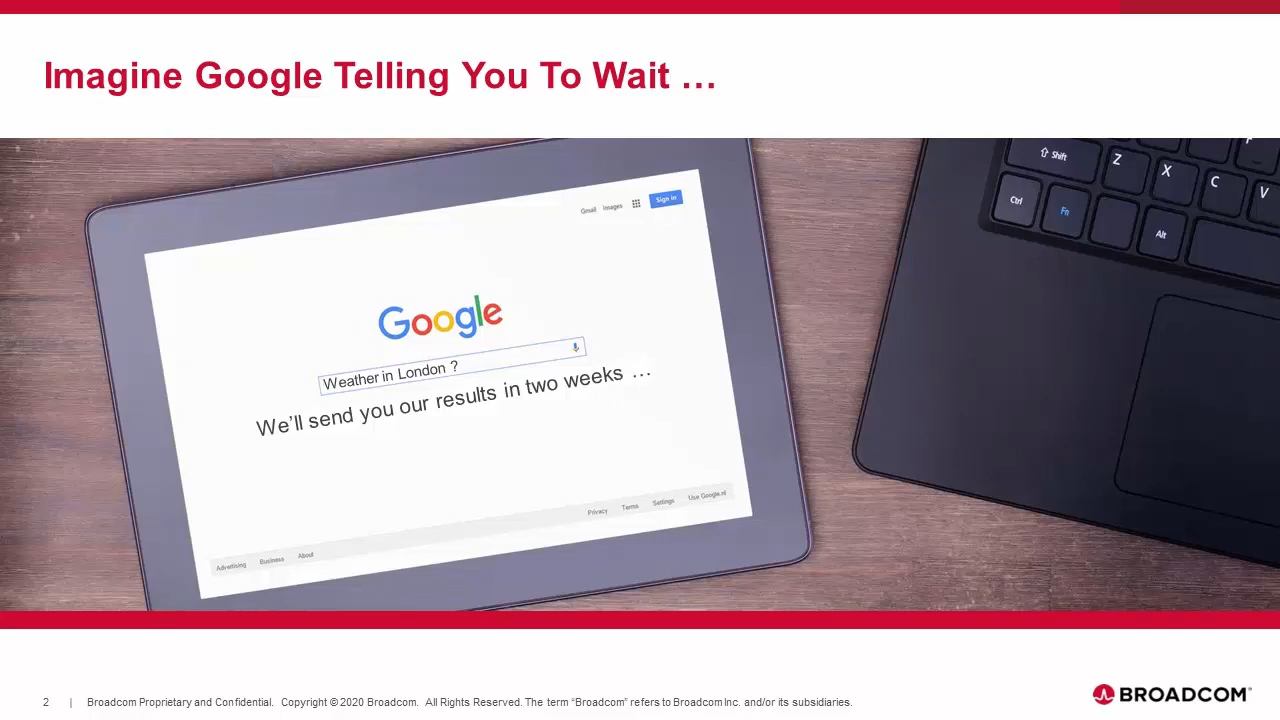 Imagine Google Telling You To Wait …
Gmail Images Sign in
Google
Weather in London ?
We’ll send you our results in two weeks …
Advertising Business About Privacy Terms Settings Use Google.nl
Shift Z X C V F
Ctrl Fn Alt
2 | Broadcom Proprietary and Confidential. Copyright © 2020 Broadcom. All Rights Reserved. The term “Broadcom” refers to Broadcom Inc. and/or its subsidiaries.
BROADCOM®